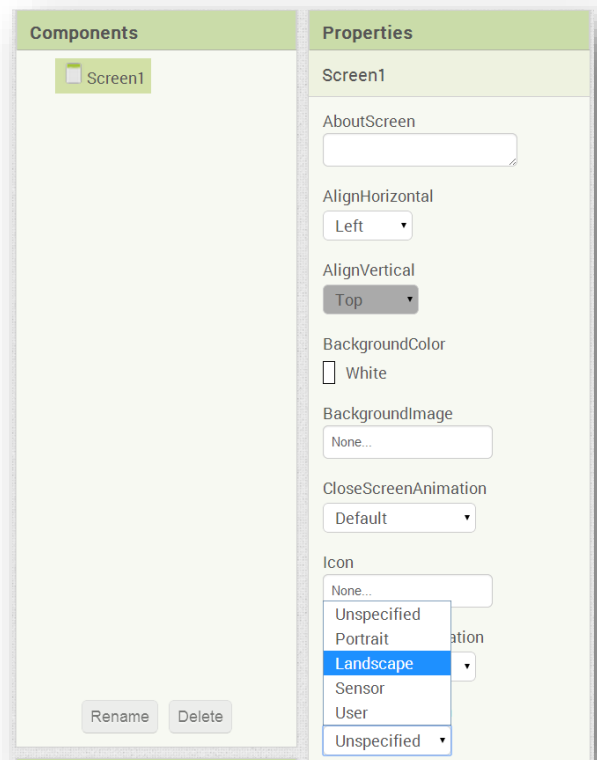 Components
Screen1
Rename
Delete
Properties
Screen1
AboutScreen
AlignHorizontal
Left
AlignVertical
Top
BackgroundColor
White
BackgroundImage
None...
CloseScreenAnimation
Default
Icon
None...
Unspecified
Portrait
Landscape
Sensor
User
Unspecified